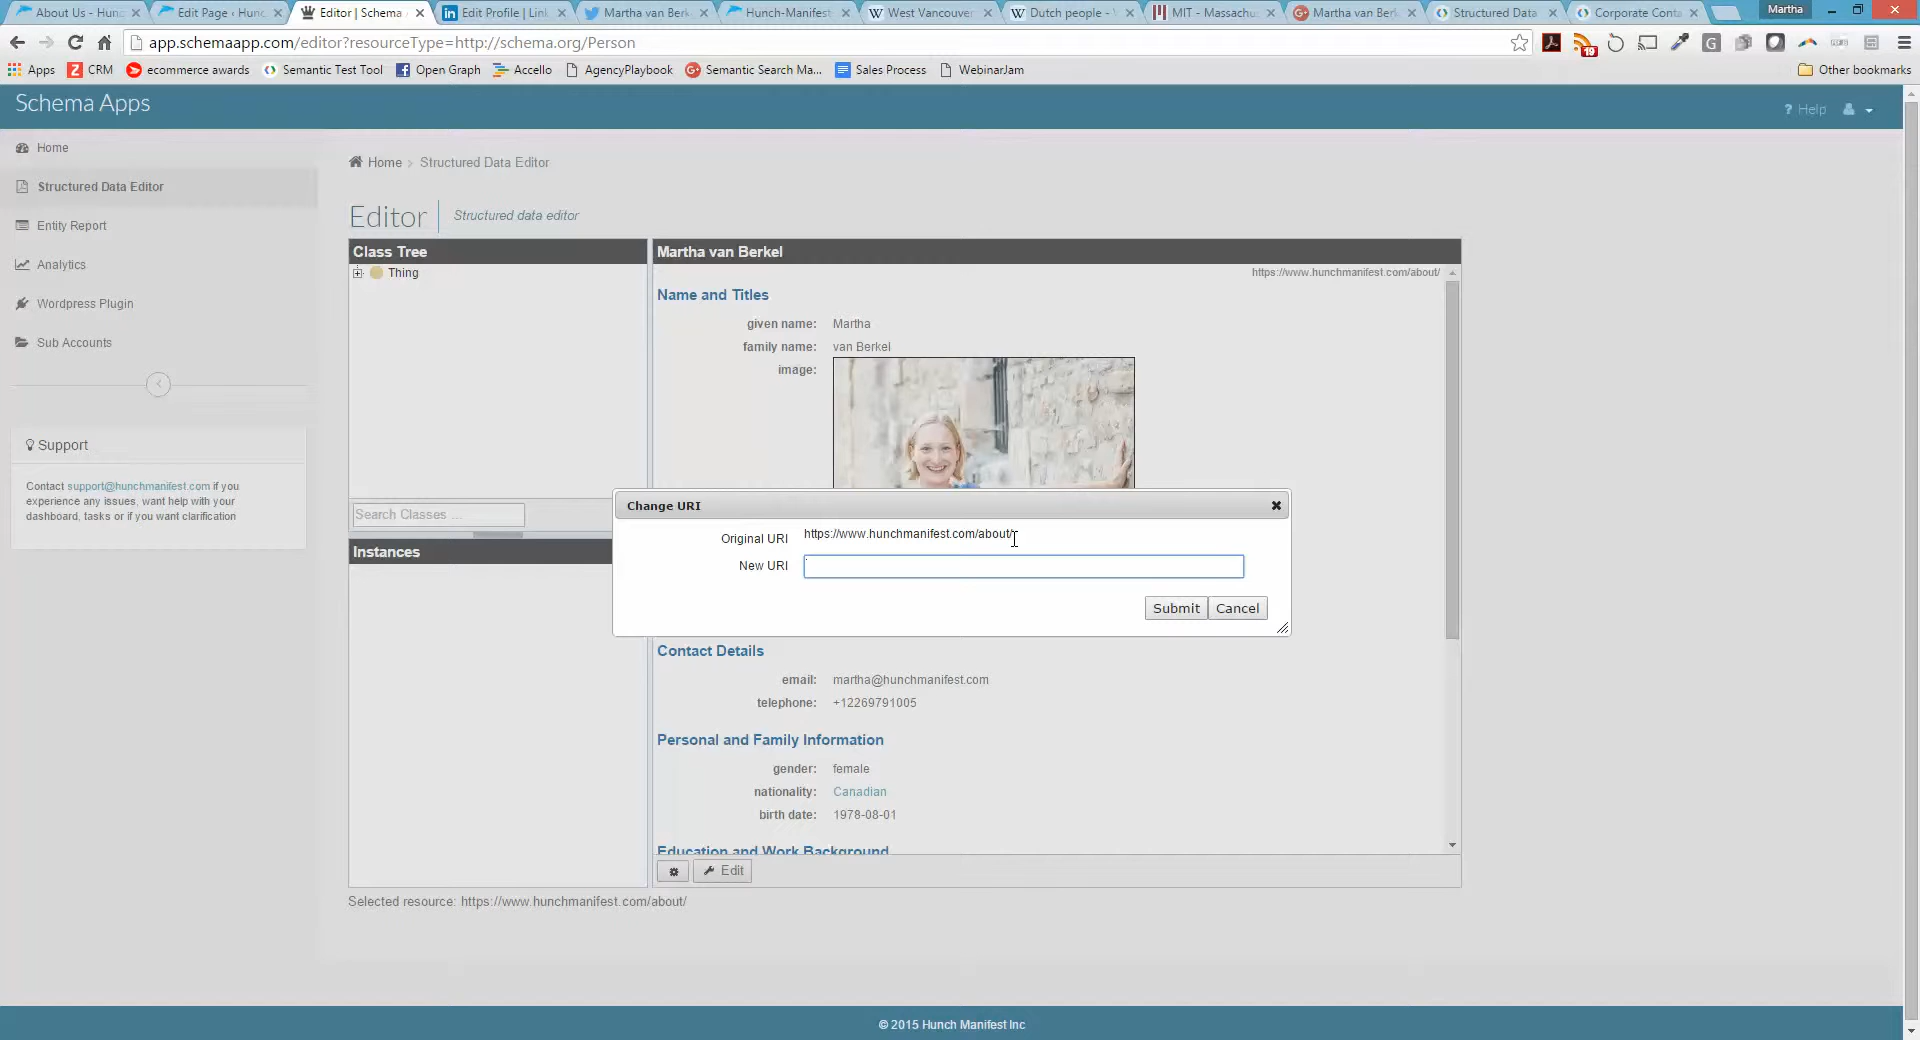 About Us - Hunc
Edit Page ‹ Hunc
Editor | Schema
Edit Profile | Link
Martha van Berk
Hunch-Manifest
West Vancouver
Dutch people -
MIT - Massachu
Martha van Berk
Structured Data
Corporate Conta
Martha
app.schemaapp.com/editor?resourceType=http://schema.org/Person
19
Apps
CRM
ecommerce awards
Semantic Test Tool
Open Graph
Accello
AgencyPlaybook
Semantic Search Ma...
Sales Process
WebinarJam
Other bookmarks
Schema Apps
? Help
Home
Structured Data Editor
Entity Report
Analytics
Wordpress Plugin
Sub Accounts
Support
Contact support@hunchmanifest.com if you
experience any issues, want help with your
dashboard, tasks or if you want clarification
Home > Structured Data Editor
Editor
Structured data editor
Class Tree
Thing
Search Classes ...
Instances
Martha van Berkel
https://www.hunchmanifest.com/about/
Name and Titles
given name: Martha
family name: van Berkel
image:
Change URI
Original URI https://www.hunchmanifest.com/about/
New URI
Submit Cancel
Contact Details
email: martha@hunchmanifest.com
telephone: +12269791005
Personal and Family Information
gender: female
nationality: Canadian
birth date: 1978-08-01
Education and Work Background
Edit
Selected resource: https://www.hunchmanifest.com/about/
© 2015 Hunch Manifest Inc